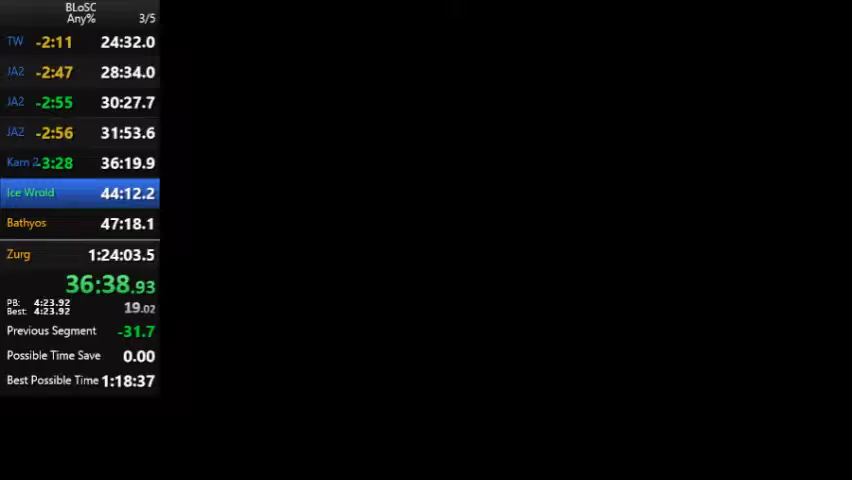 BLoSC
Any% 3/5
TW -2:11 24:32.0
JA2 -2:47 28:34.0
JA2 -2:55 30:27.7
JA2 -2:56 31:53.6
Karn 2 -3:28 36:19.9
Ice Wrold 44:12.2
Bathyos 47:18.1
Zurg 1:24:03.5
36:38.93
PB: 4:23.92 19.02
Best: 4:23.92
Previous Segment -31.7
Possible Time Save 0.00
Best Possible Time 1:18:37